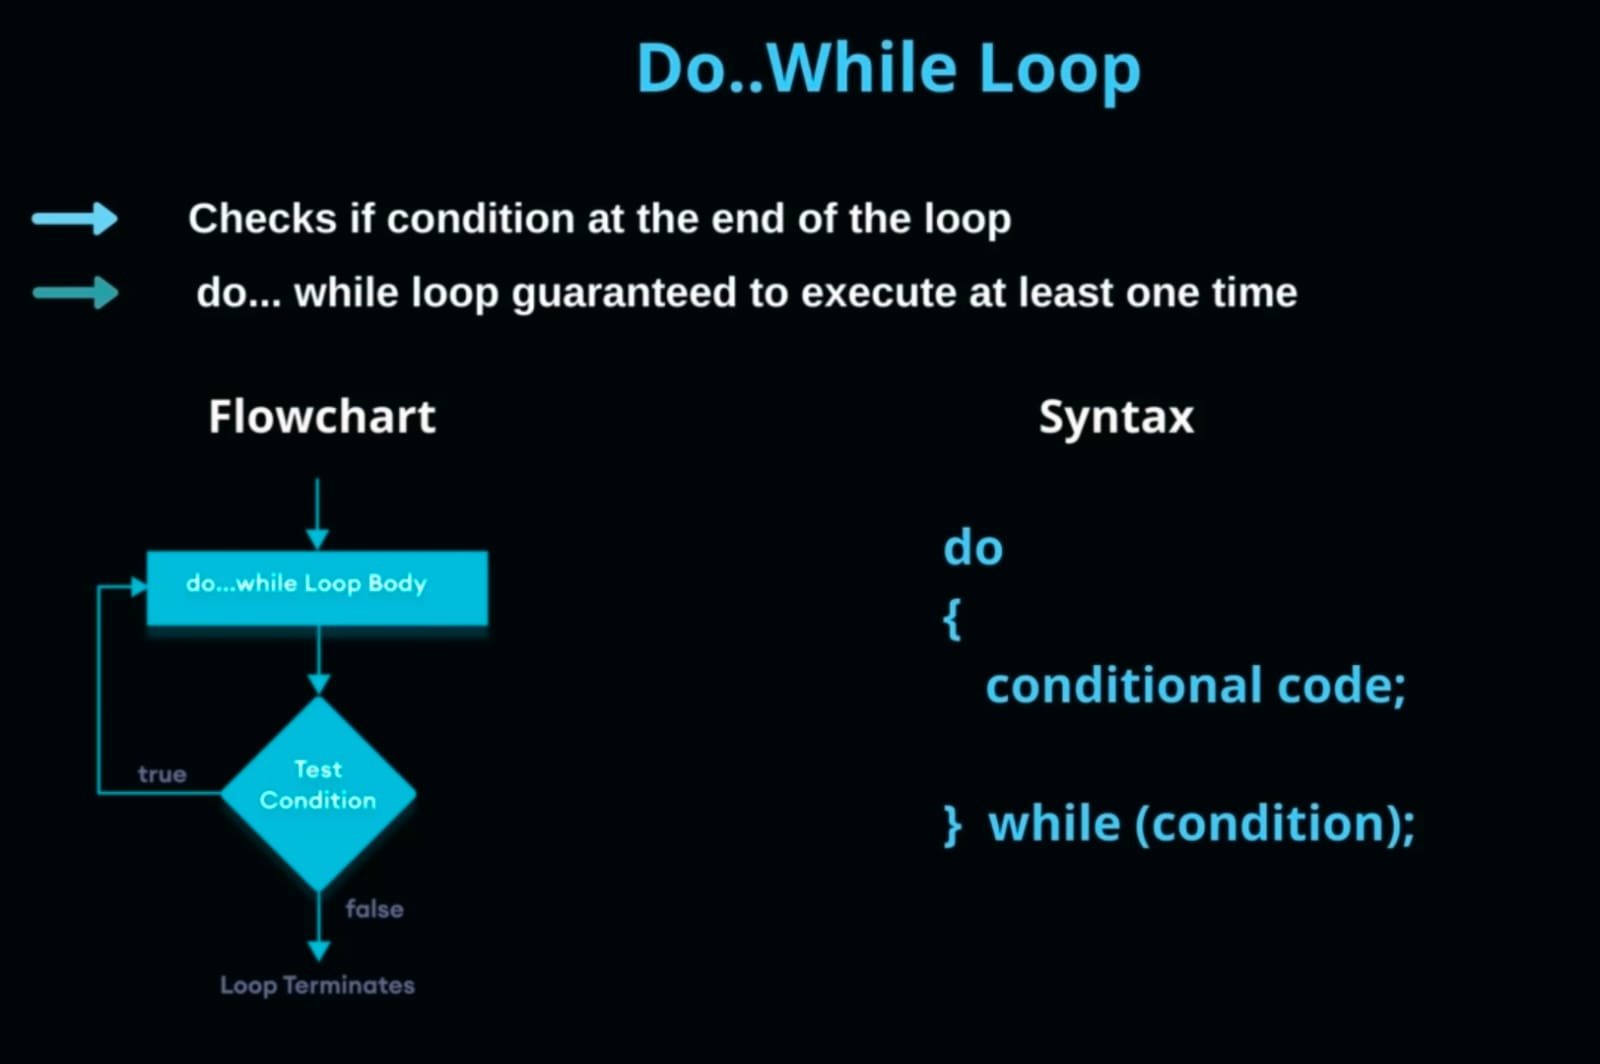 Do..While Loop
Checks if condition at the end of the loop
do... while loop guaranteed to execute at least one time
Flowchart
do...while Loop Body
Test
Condition
true
false
Loop Terminates
Syntax
do
{
conditional code;
} while (condition);